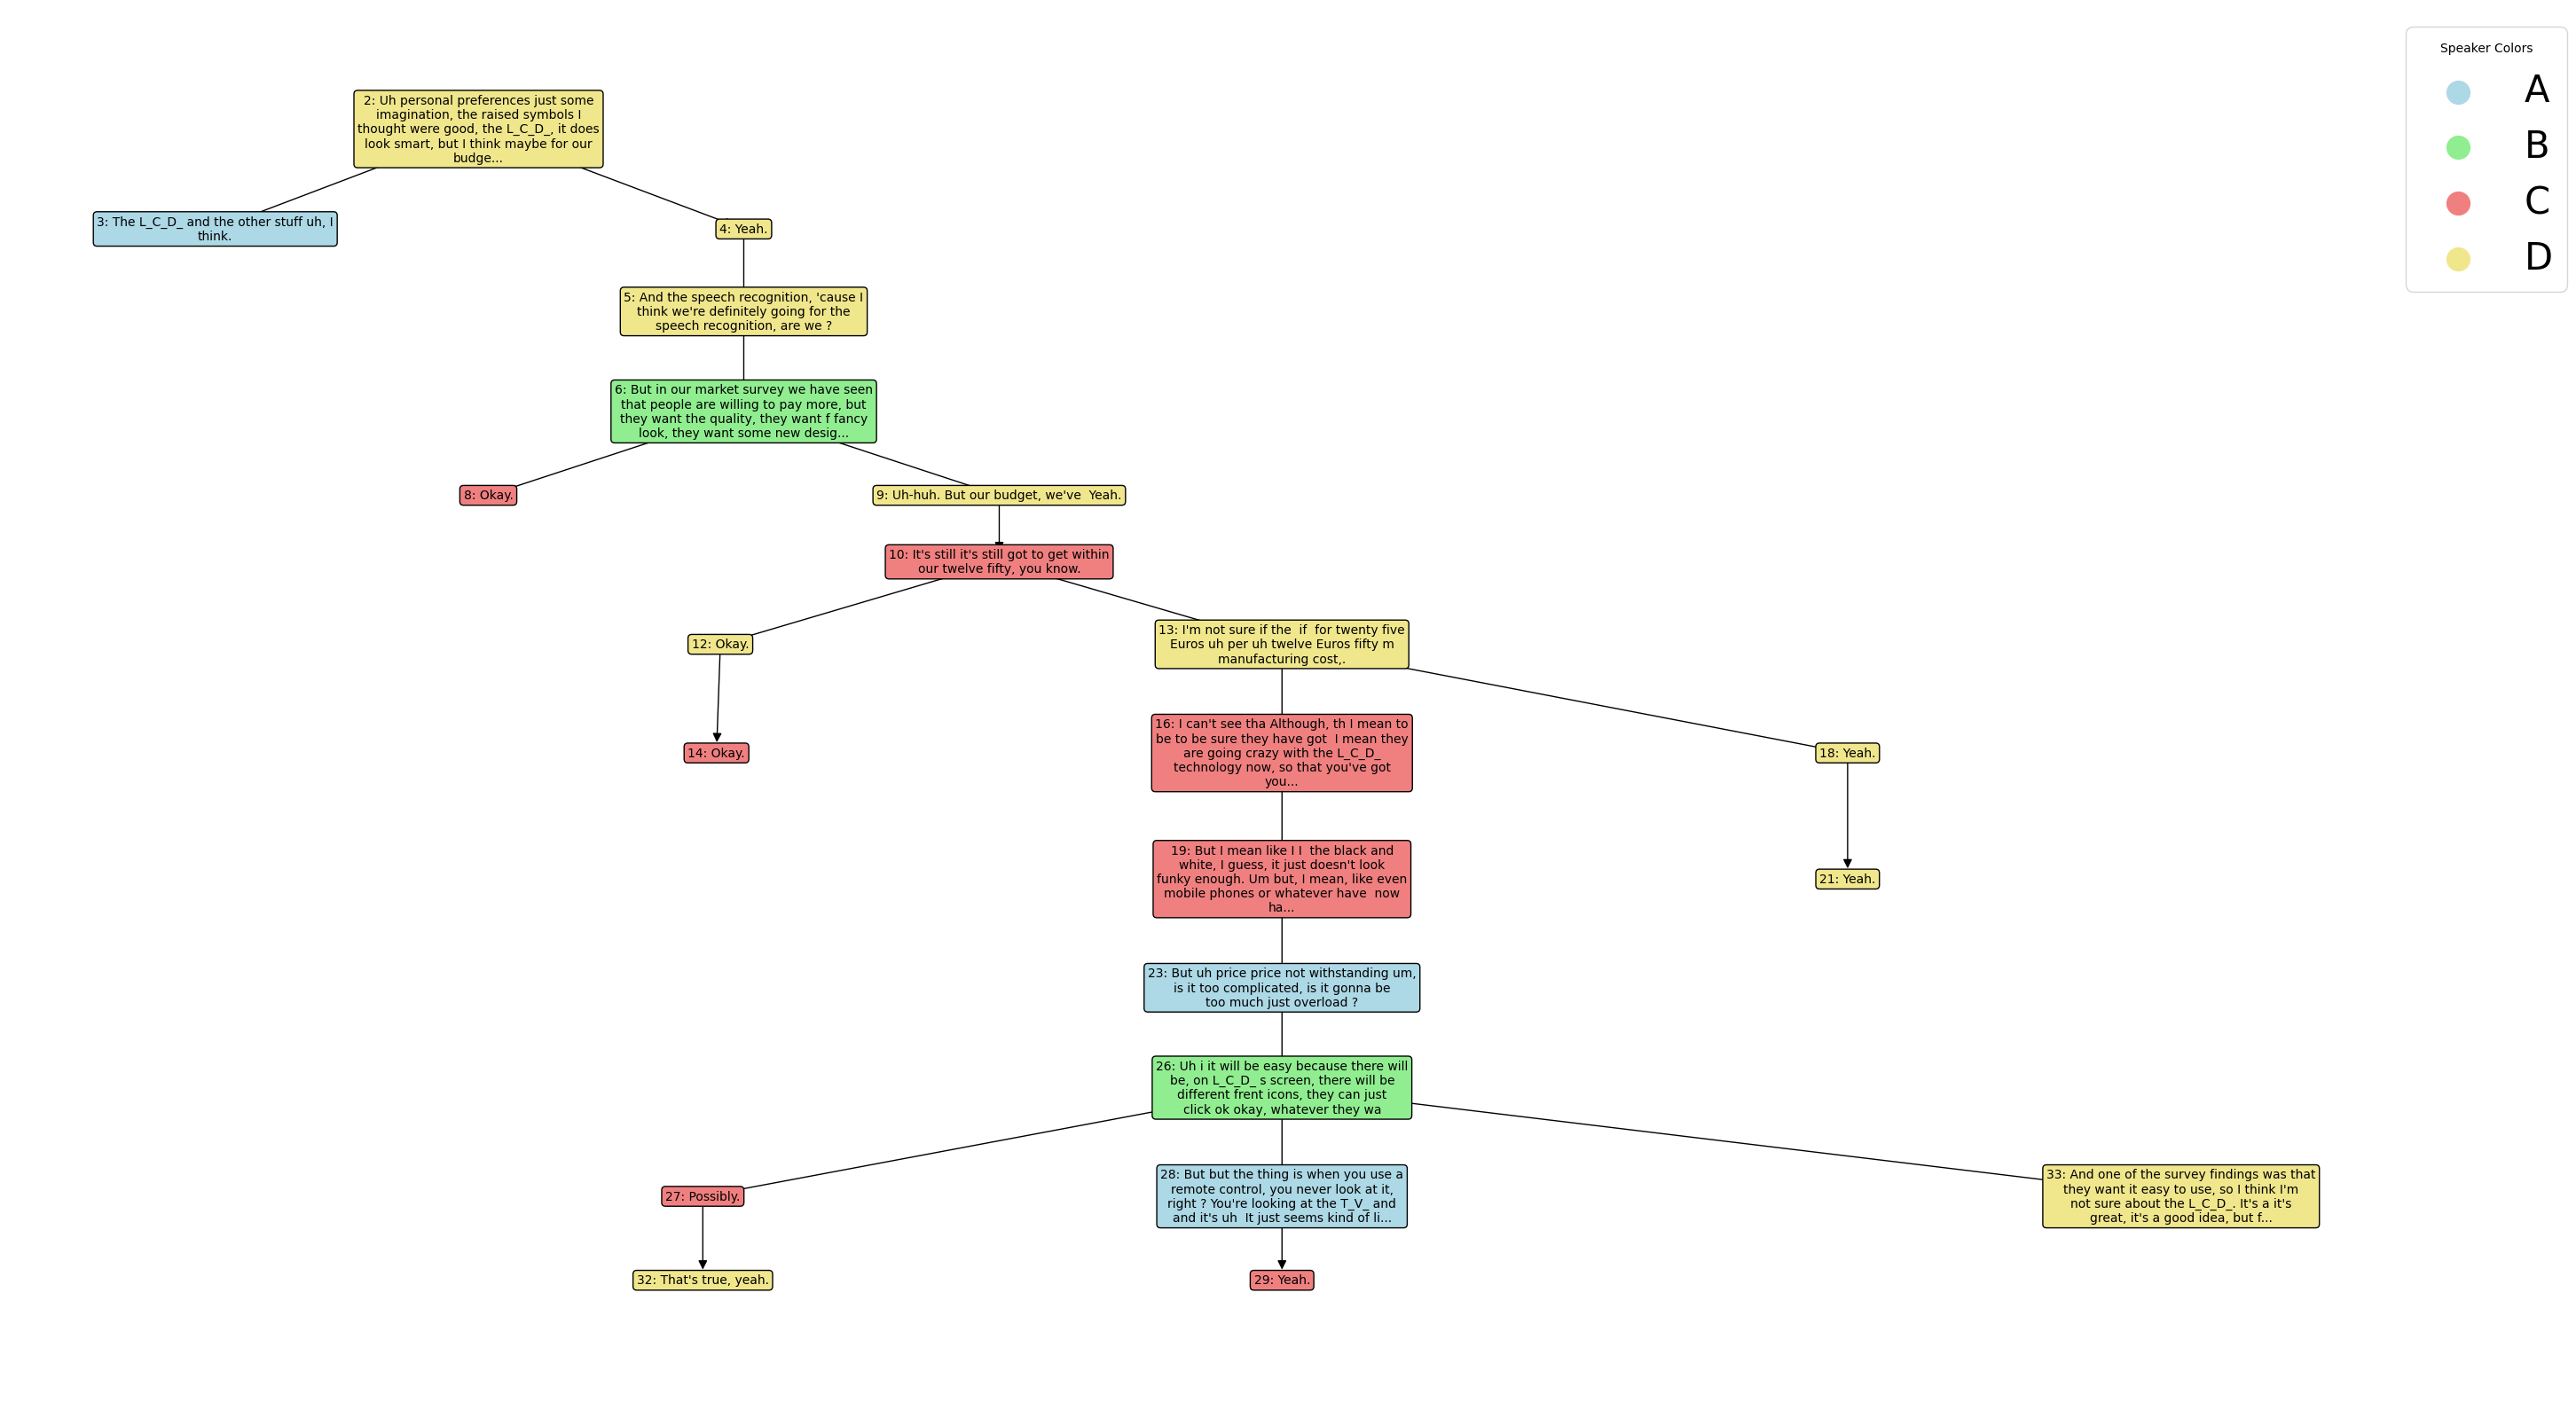 Speaker Colors
A
B
C
D
2: Uh personal preferences just some
imagination, the raised symbols I
thought were good, the L_C_D_, it does
look smart, but I think maybe for our
budge...
3: The L_C_D_ and the other stuff uh, I
think.
4: Yeah.
5: And the speech recognition, 'cause I
think we're definitely going for the
speech recognition, are we ?
6: But in our market survey we have seen
that people are willing to pay more, but
they want the quality, they want f fancy
look, they want some new desig...
8: Okay.
9: Uh-huh. But our budget, we've  Yeah.
10: It's still it's still got to get within
our twelve fifty, you know.
12: Okay.
13: I'm not sure if the  if  for twenty five
Euros uh per uh twelve Euros fifty m
manufacturing cost,.
14: Okay.
16: I can't see tha Although, th I mean to
be to be sure they have got  I mean they
are going crazy with the L_C_D_
technology now, so that you've got
you...
18: Yeah.
19: But I mean like I I  the black and
white, I guess, it just doesn't look
funky enough. Um but, I mean, like even
mobile phones or whatever have  now
ha...
21: Yeah.
23: But uh price price not withstanding um,
is it too complicated, is it gonna be
too much just overload ?
26: Uh i it will be easy because there will
be, on L_C_D_ s screen, there will be
different frent icons, they can just
click ok okay, whatever they wa
27: Possibly.
28: But but the thing is when you use a
remote control, you never look at it,
right ? You're looking at the T_V_ and
and it's uh  It just seems kind of li...
33: And one of the survey findings was that
they want it easy to use, so I think I'm
not sure about the L_C_D_. It's a it's
great, it's a good idea, but f...
32: That's true, yeah.
29: Yeah.